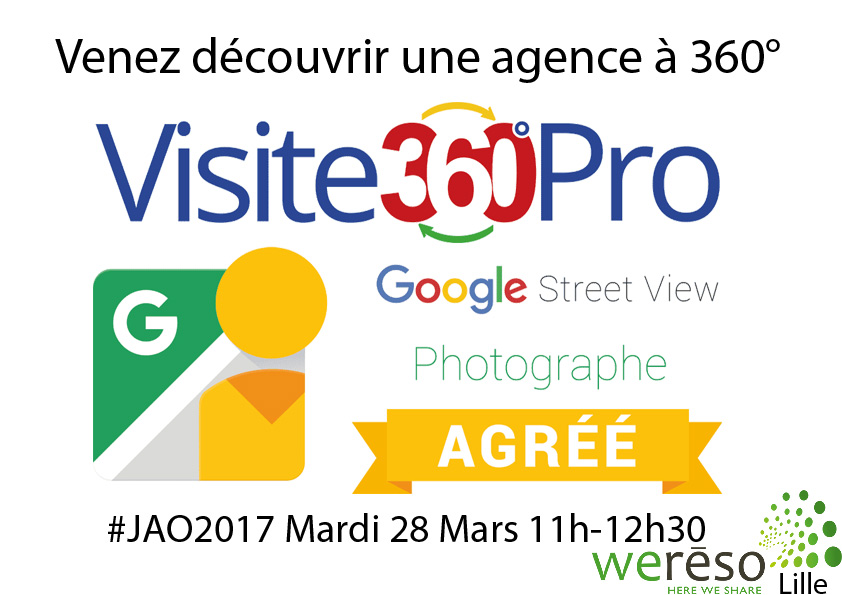 Venez découvrir une agence à 360°
Visite360°Pro
G
Google Street View
Photographe
AGRÉÉ
#JAO2017 Mardi 28 Mars 11h-12h30
werēso
HERE WE SHARE
Lille